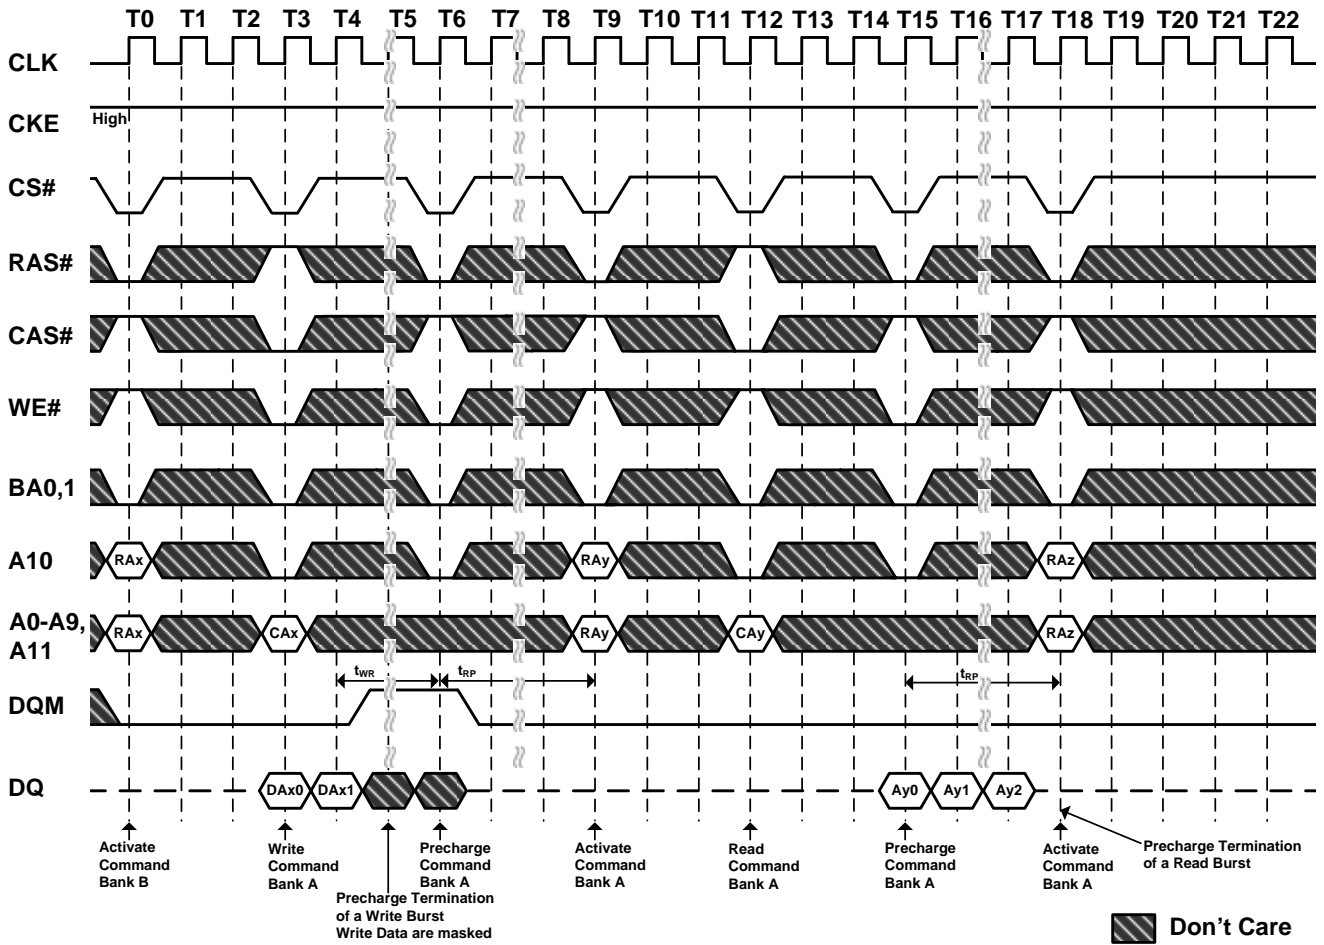 T0 T1 T2 T3 T4 T5 T6 T7 T8 T9 T10 T11 T12 T13 T14 T15 T16 T17 T18 T19 T20 T21 T22
CLK
CKE High
CS#
RAS#
CAS#
WE#
BA0,1
A10 RAx RAy RAz
A0-A9,
A11 RAx CAx RAy CAy RAz
tWR tRP tRP
DQM
DQ DAx0 DAx1 Ay0 Ay1 Ay2
Activate
Command
Bank B
Write
Command
Bank A
Precharge Termination
of a Write Burst
Write Data are masked
Precharge
Command
Bank A
Activate
Command
Bank A
Read
Command
Bank A
Precharge
Command
Bank A
Activate
Command
Bank A
Precharge Termination
of a Read Burst
Don't Care